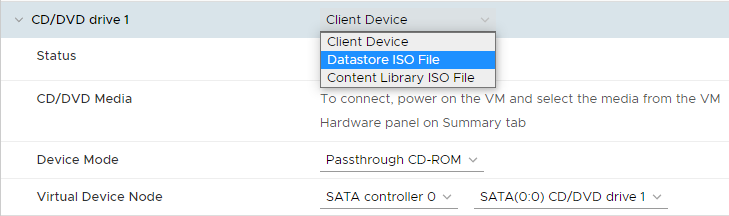 CD/DVD drive 1 Client Device
Client Device
Status Datastore ISO File
Content Library ISO File
CD/DVD Media To connect, power on the VM and select the media from the VM
Hardware panel on Summary tab
Device Mode Passthrough CD-ROM
Virtual Device Node SATA controller 0 SATA(0:0) CD/DVD drive 1